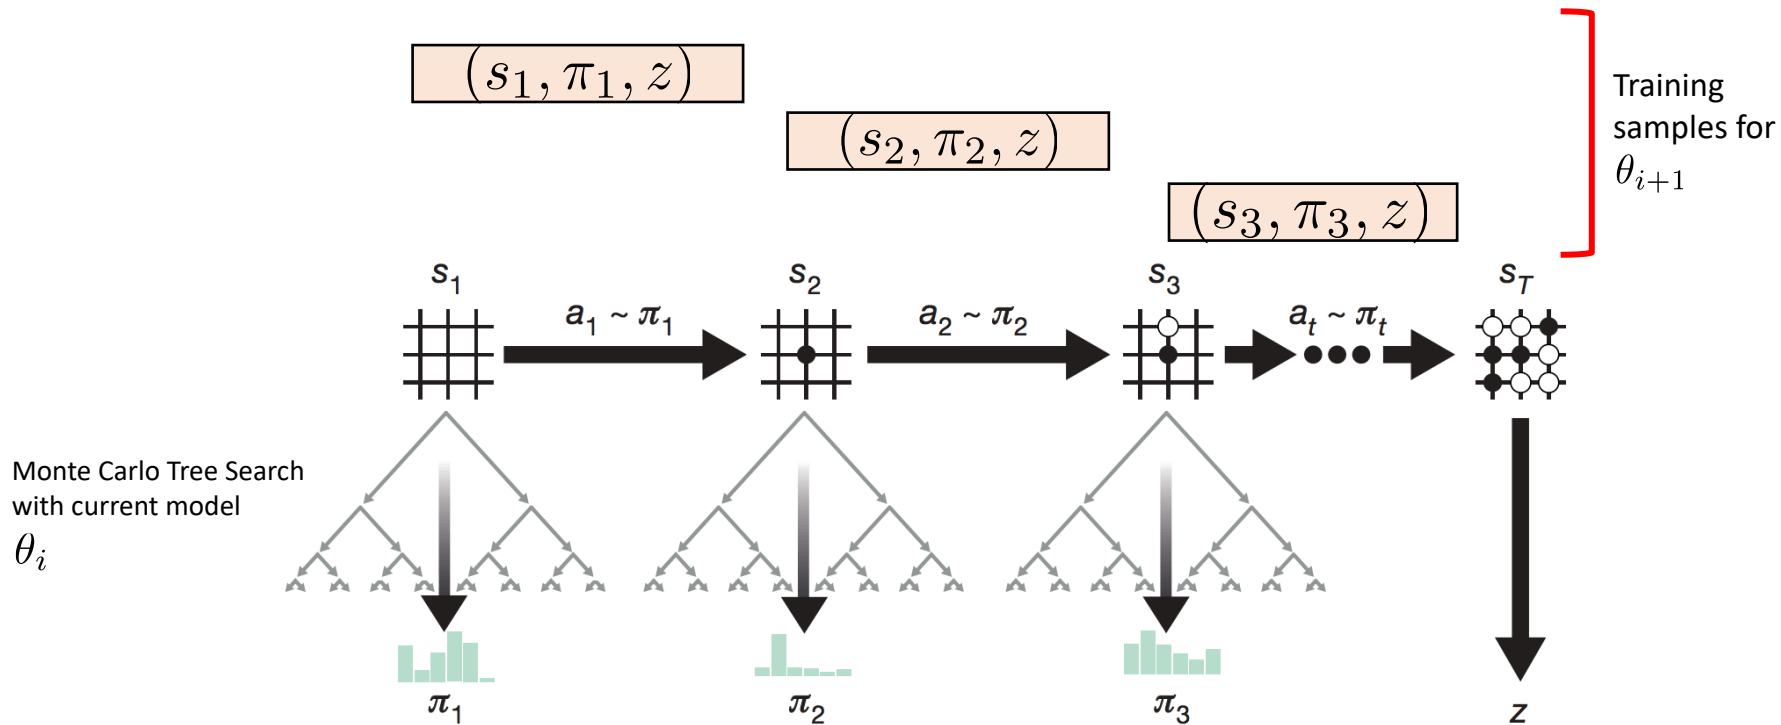 (s₁, π₁, z)
(s₂, π₂, z)
(s₃, π₃, z)
Training
samples for
θᵢ₊₁
s₁
s₂
s₃
s_T
a₁ ~ π₁
a₂ ~ π₂
aₜ ~ πₜ
Monte Carlo Tree Search
with current model
θᵢ
π₁
π₂
π₃
z